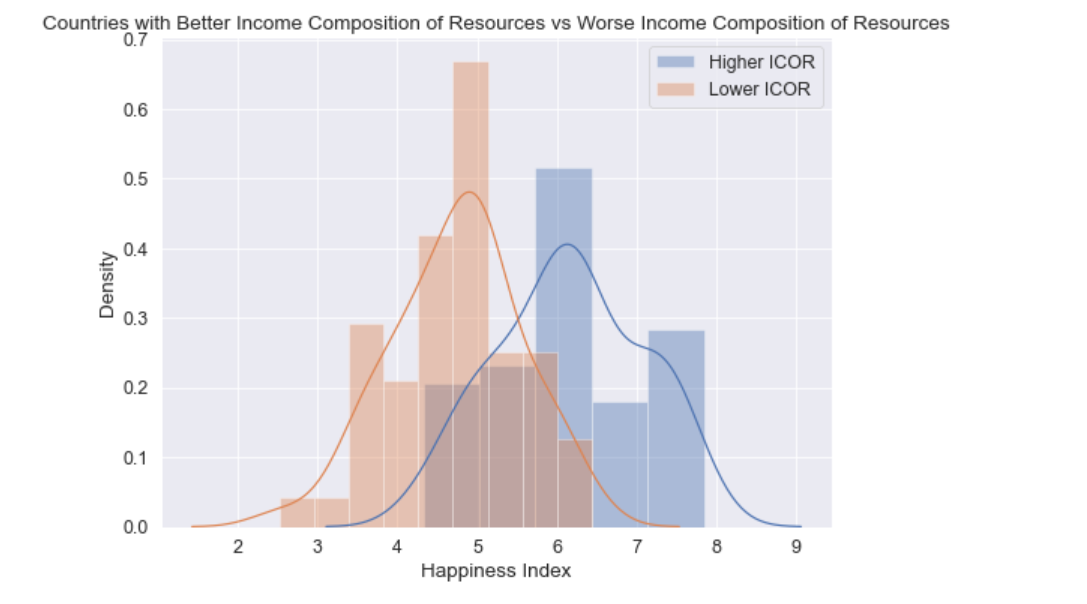 Countries with Better Income Composition of Resources vs Worse Income Composition of Resources
0.7
0.6
0.5
0.4
0.3
0.2
0.1
0.0
Density
Higher ICOR
Lower ICOR
2 3 4 5 6 7 8 9
Happiness Index